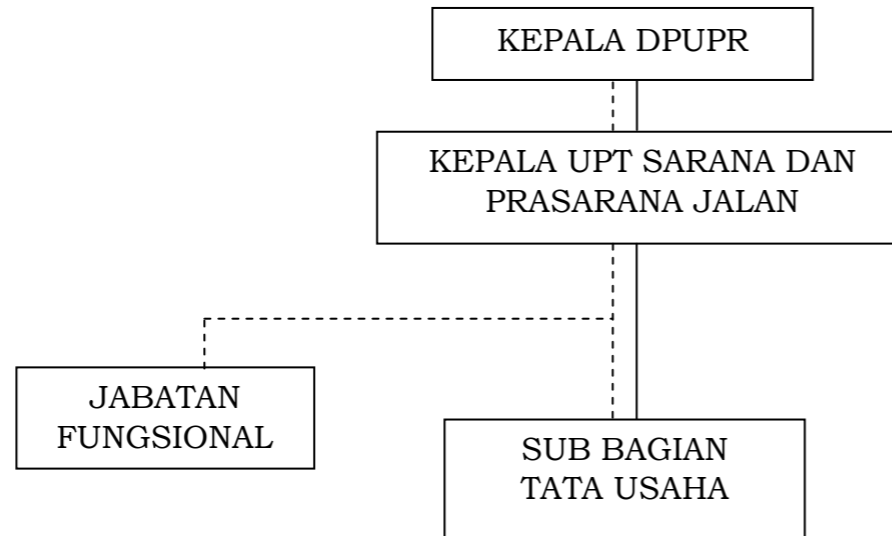 KEPALA DPUPR
KEPALA UPT SARANA DAN
PRASARANA JALAN
JABATAN
FUNGSIONAL
SUB BAGIAN
TATA USAHA